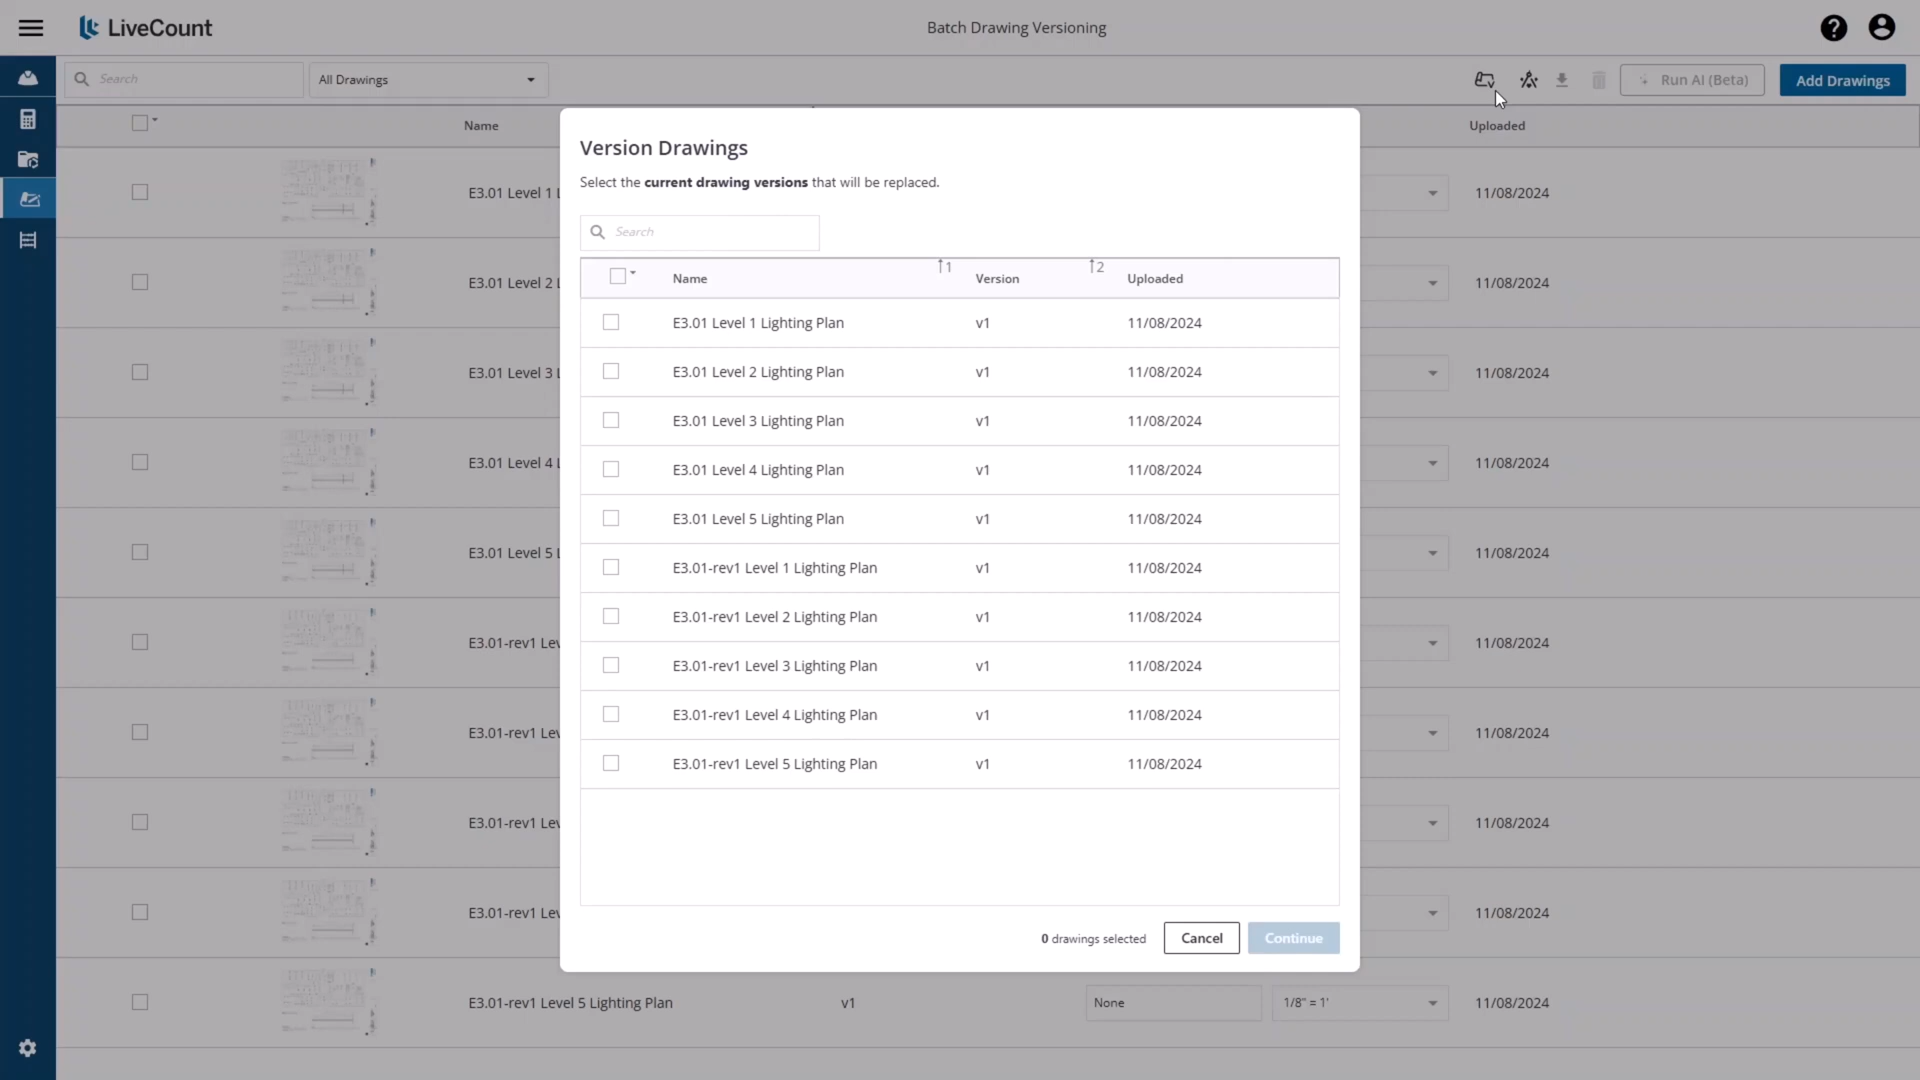 LiveCount
Batch Drawing Versioning
Search
All Drawings
Run AI (Beta)
Add Drawings
Name
Uploaded
Version Drawings
Select the current drawing versions that will be replaced.
Search
Name ↑1 Version ↑2 Uploaded
E3.01 Level 1 Lighting Plan v1 11/08/2024
E3.01 Level 2 Lighting Plan v1 11/08/2024
E3.01 Level 3 Lighting Plan v1 11/08/2024
E3.01 Level 4 Lighting Plan v1 11/08/2024
E3.01 Level 5 Lighting Plan v1 11/08/2024
E3.01-rev1 Level 1 Lighting Plan v1 11/08/2024
E3.01-rev1 Level 2 Lighting Plan v1 11/08/2024
E3.01-rev1 Level 3 Lighting Plan v1 11/08/2024
E3.01-rev1 Level 4 Lighting Plan v1 11/08/2024
E3.01-rev1 Level 5 Lighting Plan v1 11/08/2024
0 drawings selected
Cancel
Continue
E3.01 Level 1 L 11/08/2024
E3.01 Level 2 L 11/08/2024
E3.01 Level 3 L 11/08/2024
E3.01 Level 4 L 11/08/2024
E3.01 Level 5 L 11/08/2024
E3.01-rev1 Lev 11/08/2024
E3.01-rev1 Lev 11/08/2024
E3.01-rev1 Lev 11/08/2024
E3.01-rev1 Lev 11/08/2024
E3.01-rev1 Level 5 Lighting Plan v1 None 1/8" = 1' 11/08/2024